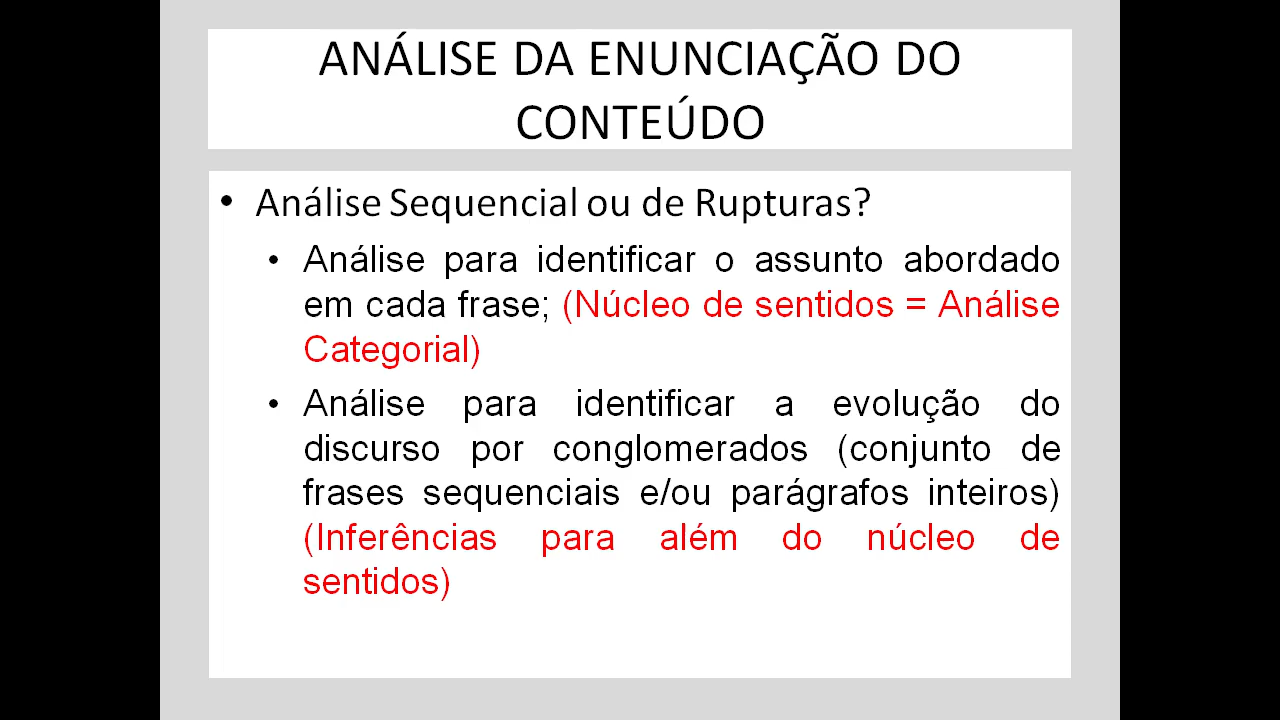 ANÁLISE DA ENUNCIAÇÃO DO
CONTEÚDO
• Análise Sequencial ou de Rupturas?
• Análise para identificar o assunto abordado
em cada frase; (Núcleo de sentidos = Análise
Categorial)
• Análise para identificar a evolução do
discurso por conglomerados (conjunto de
frases sequenciais e/ou parágrafos inteiros)
(Inferências para além do núcleo de
sentidos)